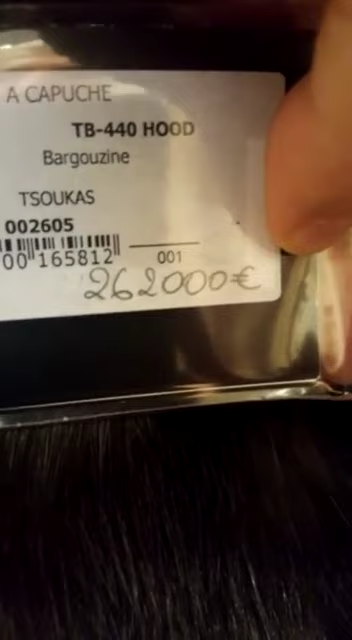 A CAPUCHE
TB-440 HOOD
Bargouzine
TSOUKAS
002605
00 165812
001
262000€